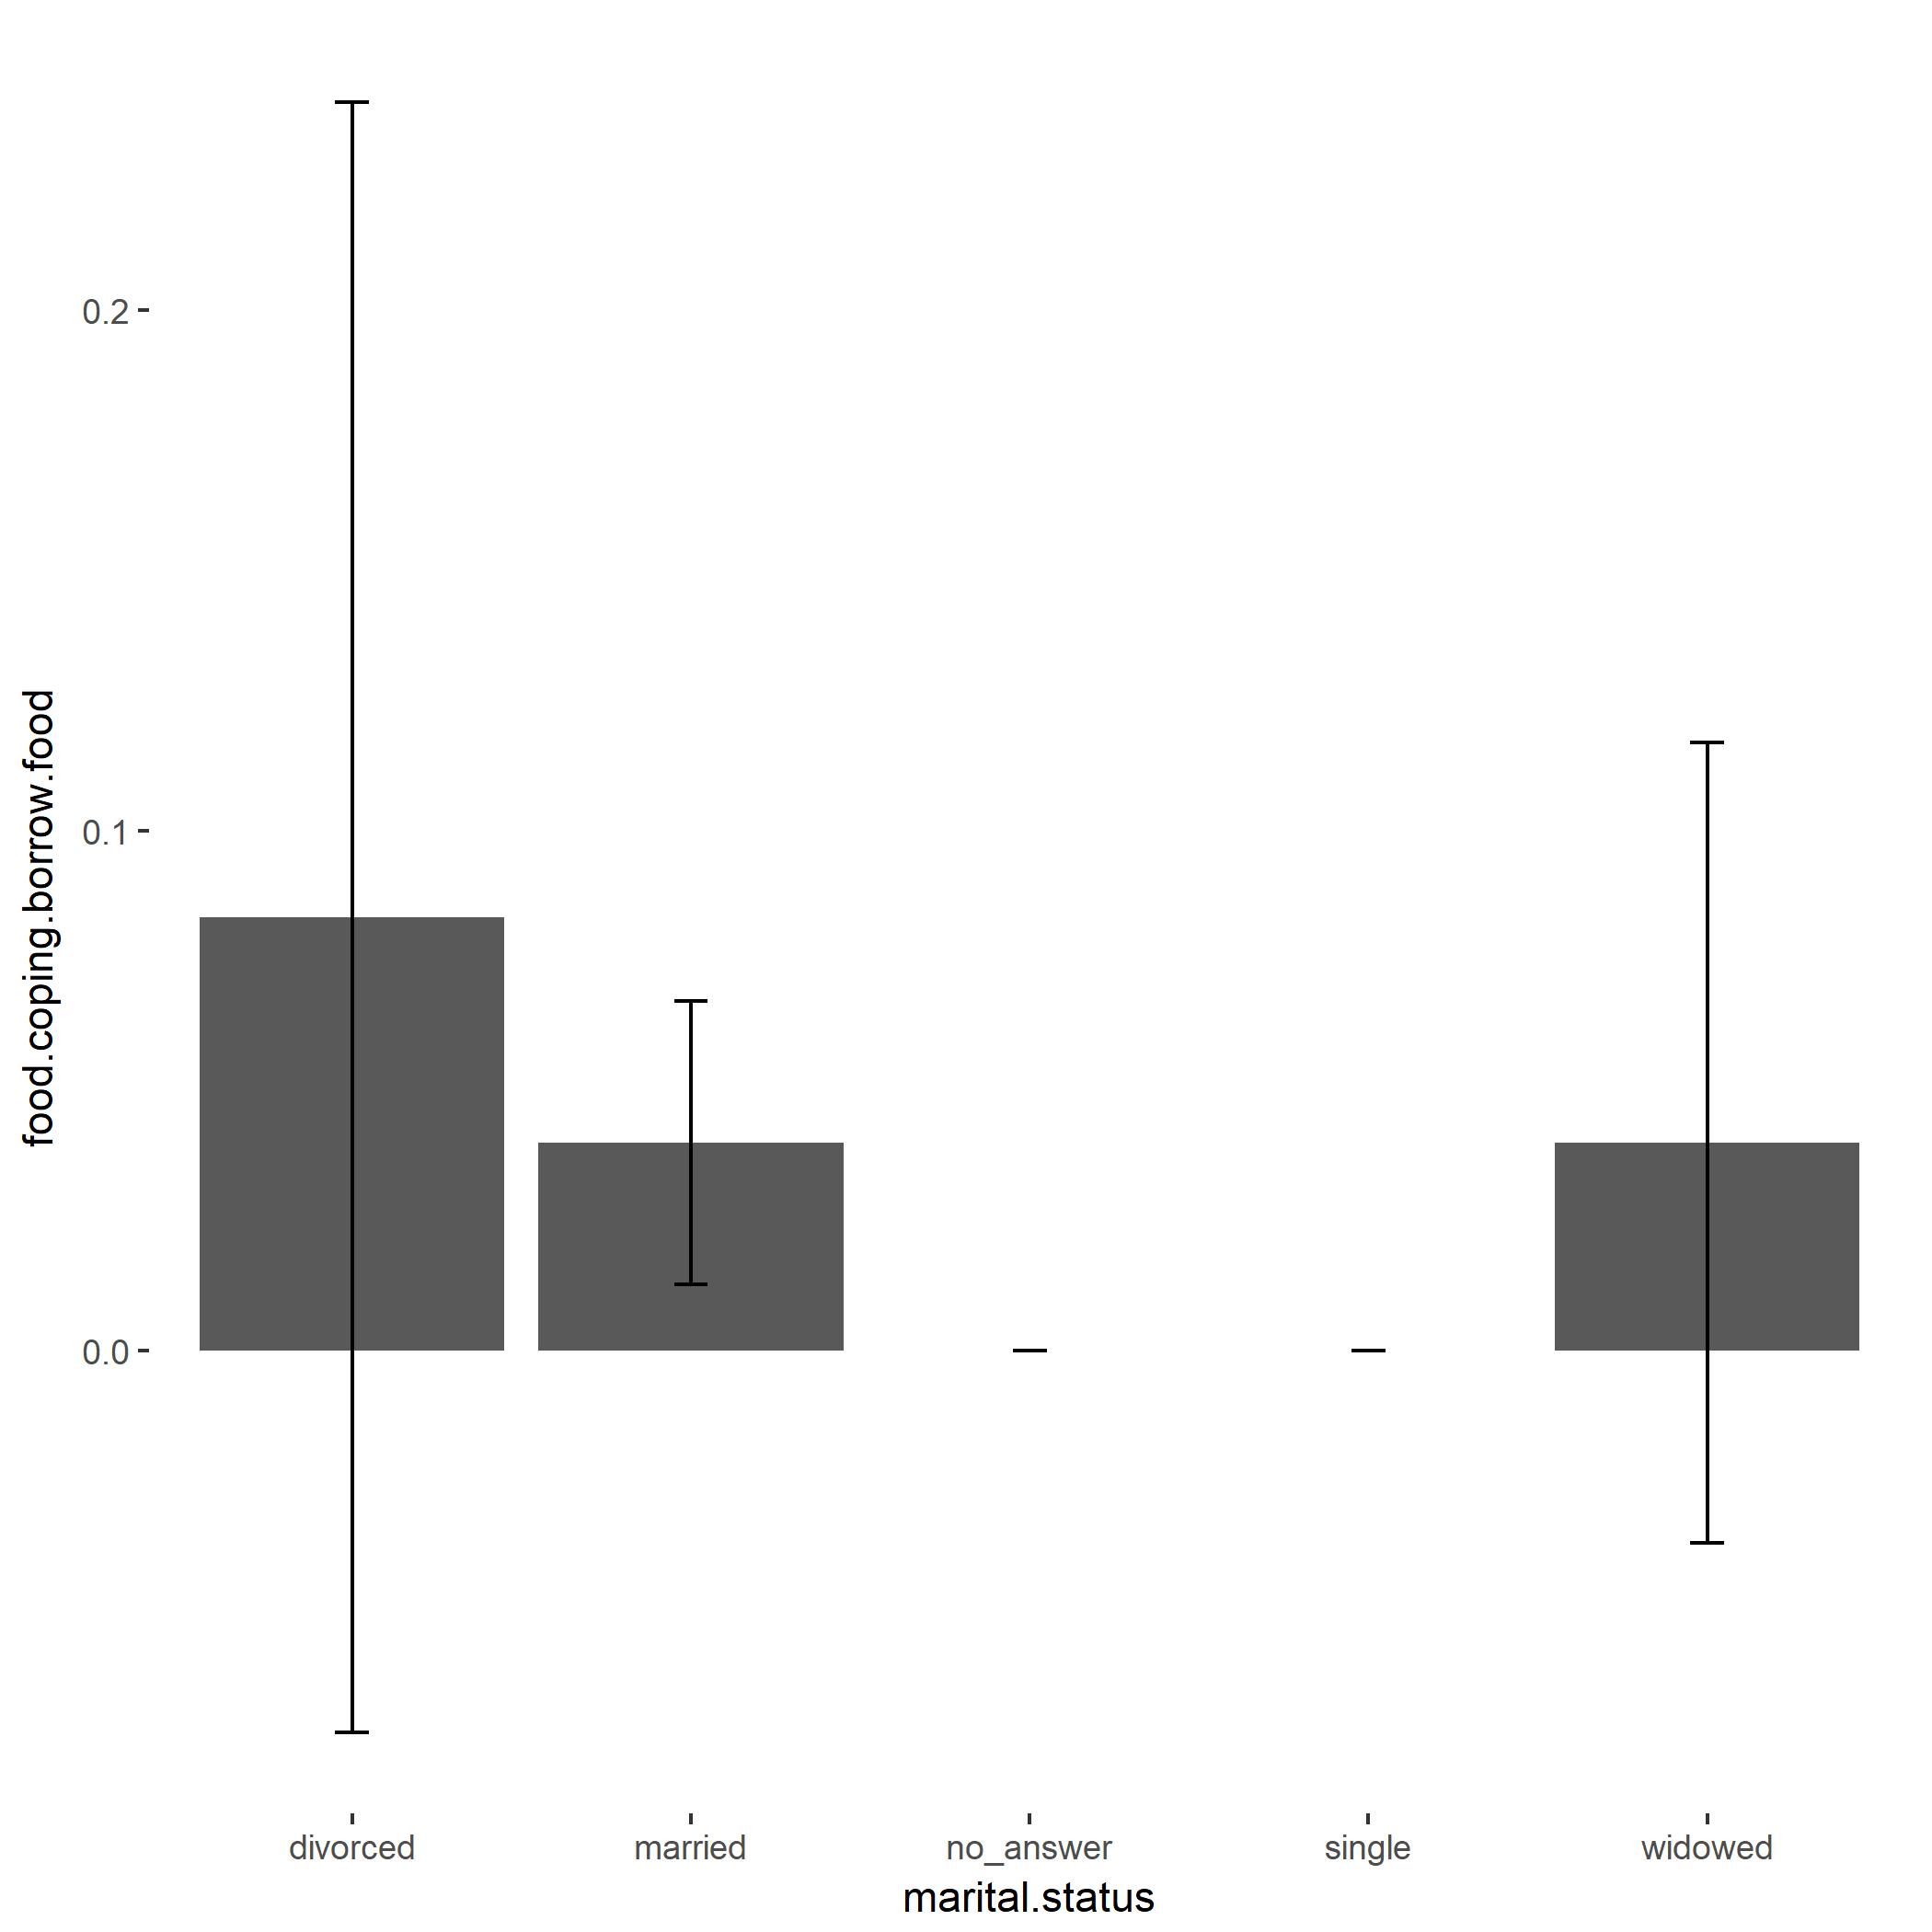 food.coping.borrow.food
0.2
0.1
0.0
divorced
married
no_answer
single
widowed
marital.status